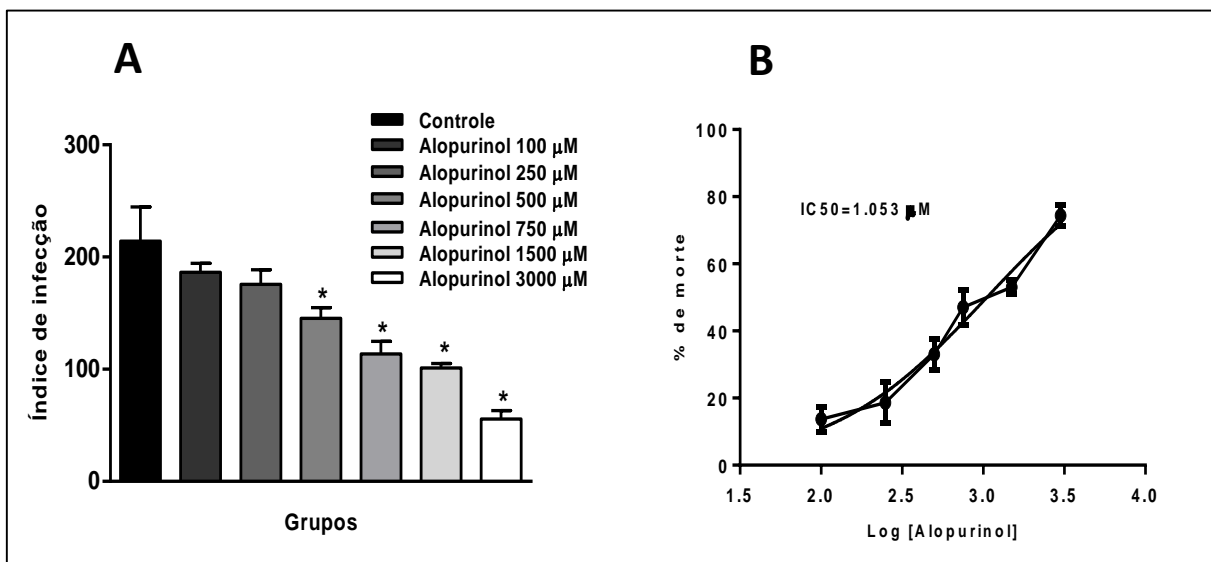 A
Controle
Alopurinol 100 μM
Alopurinol 250 μM
Alopurinol 500 μM
Alopurinol 750 μM
Alopurinol 1500 μM
Alopurinol 3000 μM
Índice de infecção
300
200
100
0
*
*
*
*
Grupos
B
% de morte
100
80
60
40
20
0
IC50=1.053 μM
1.5 2.0 2.5 3.0 3.5 4.0
Log [Alopurinol]